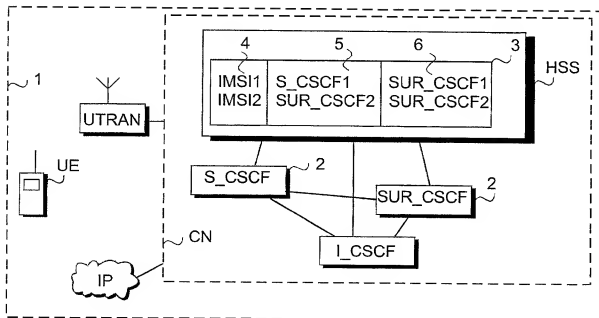 4 5 6 3
HSS
IMSI1 S_CSCF1 SUR_CSCF1
IMSI2 SUR_CSCF2 SUR_CSCF2
1
UTRAN
UE
S_CSCF 2
SUR_CSCF 2
CN
I_CSCF
IP